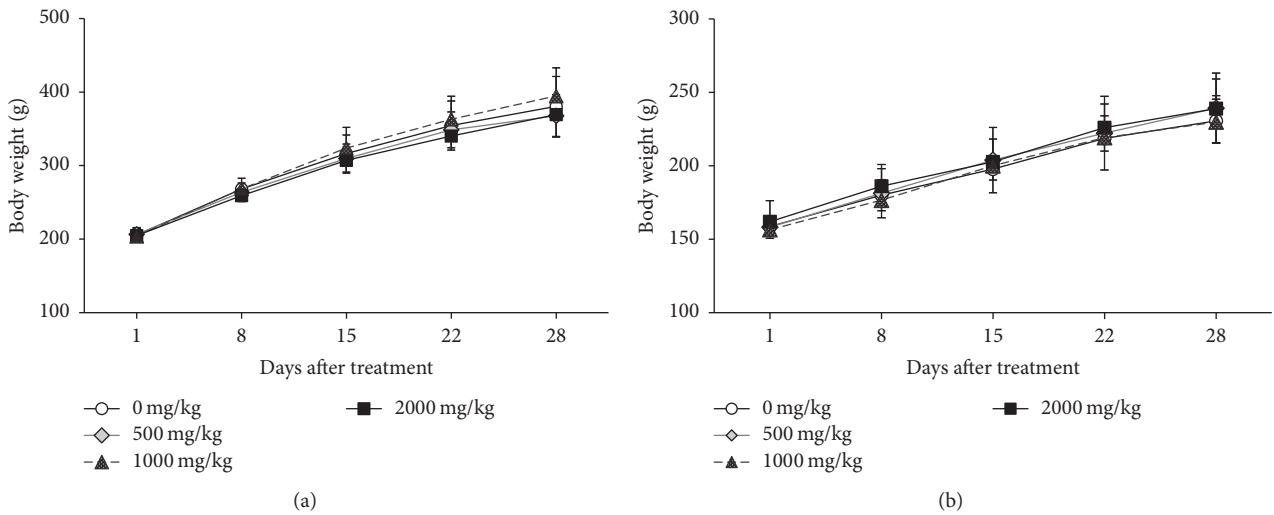 500
400
300
200
100
Body weight (g)
1 8 15 22 28
Days after treatment
0 mg/kg 2000 mg/kg
500 mg/kg
1000 mg/kg
(a)
300
250
200
150
100
Body weight (g)
1 8 15 22 28
Days after treatment
0 mg/kg 2000 mg/kg
500 mg/kg
1000 mg/kg
(b)